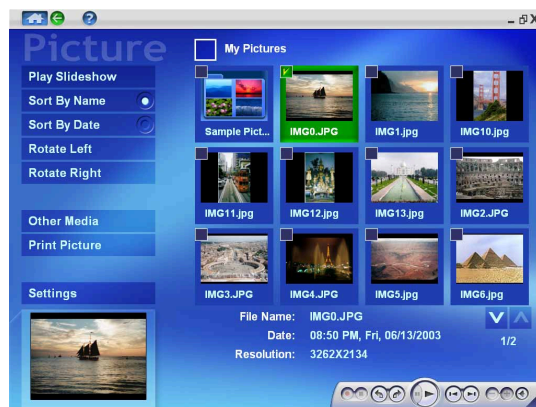 Picture
My Pictures
Play Slideshow
Sort By Name
Sort By Date
Rotate Left
Rotate Right
Other Media
Print Picture
Settings
Sample Pict...
IMG0.JPG
IMG1.jpg
IMG10.jpg
IMG11.jpg
IMG12.jpg
IMG13.jpg
IMG2.JPG
IMG3.JPG
IMG4.JPG
IMG5.jpg
IMG6.jpg
File Name: IMG0.JPG
Date: 08:50 PM, Fri, 06/13/2003
Resolution: 3262X2134
1/2